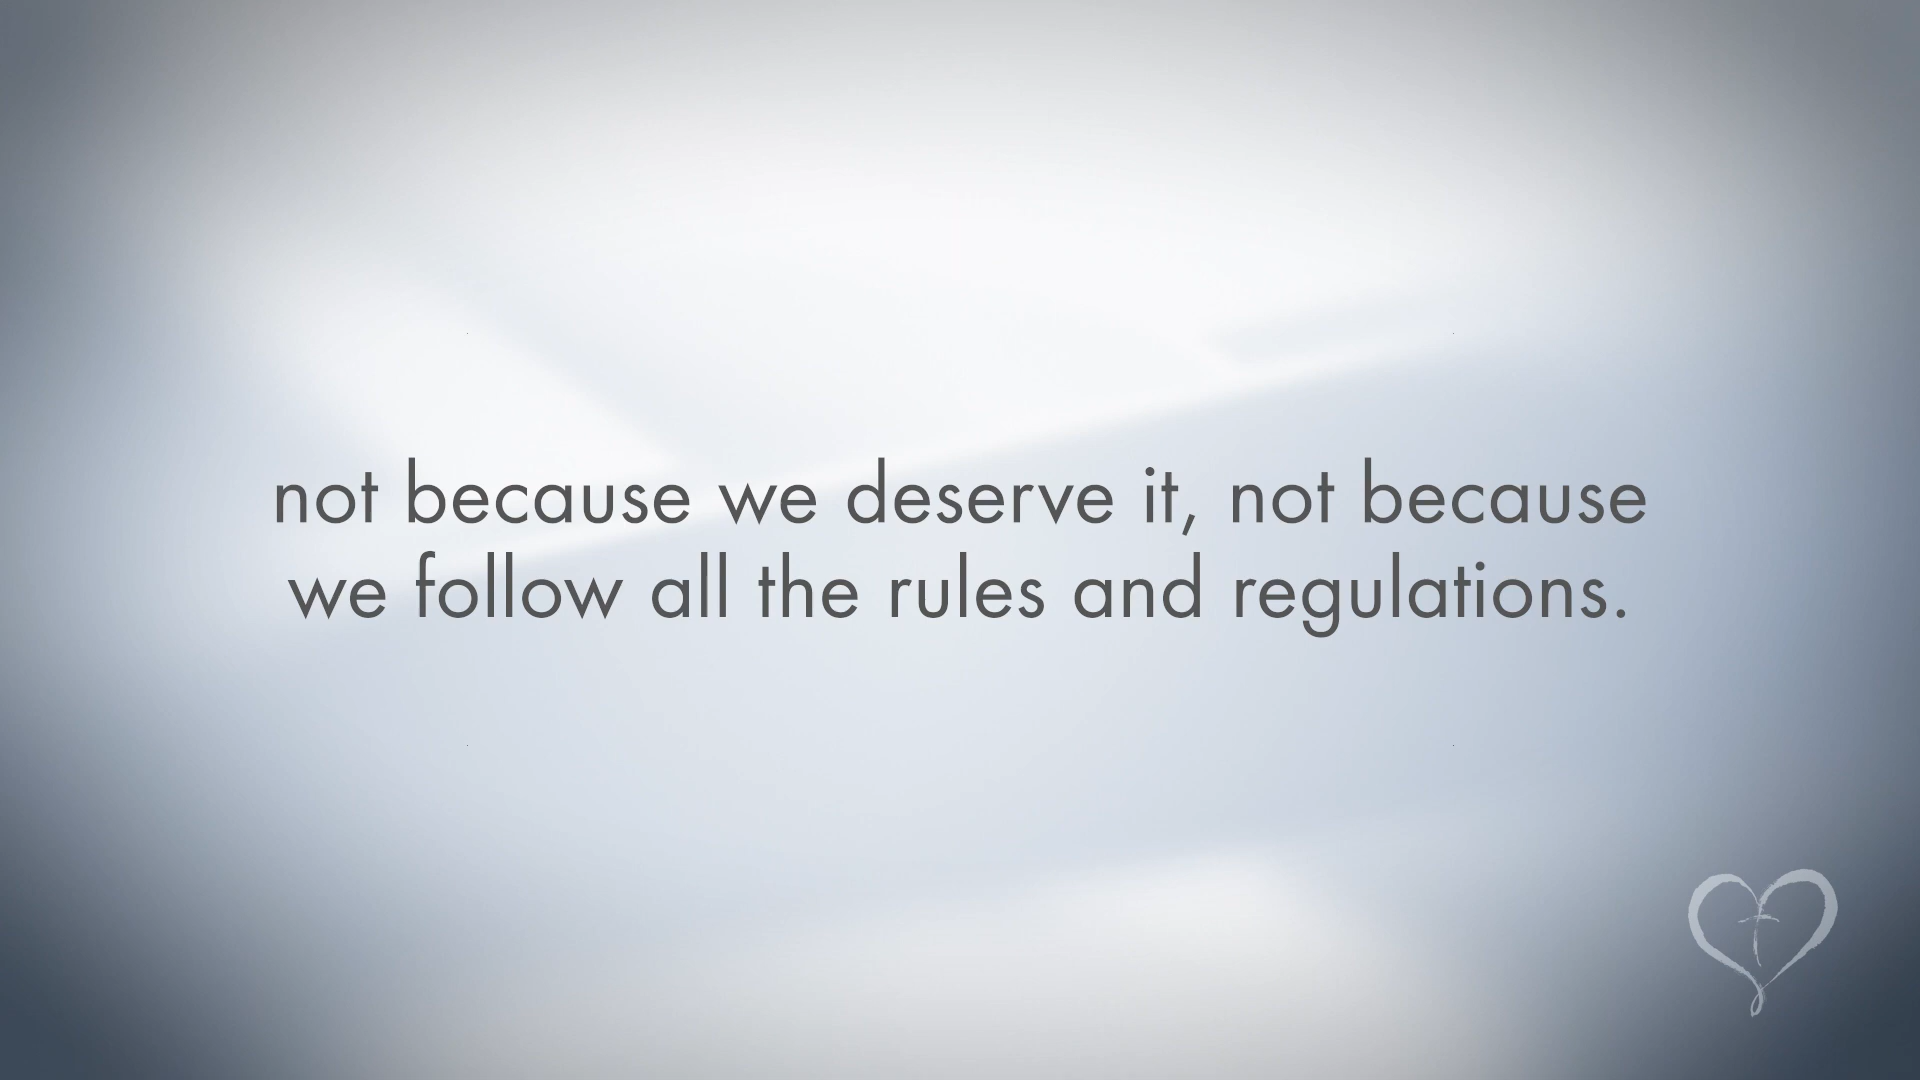 not because we deserve it, not because
we follow all the rules and regulations.